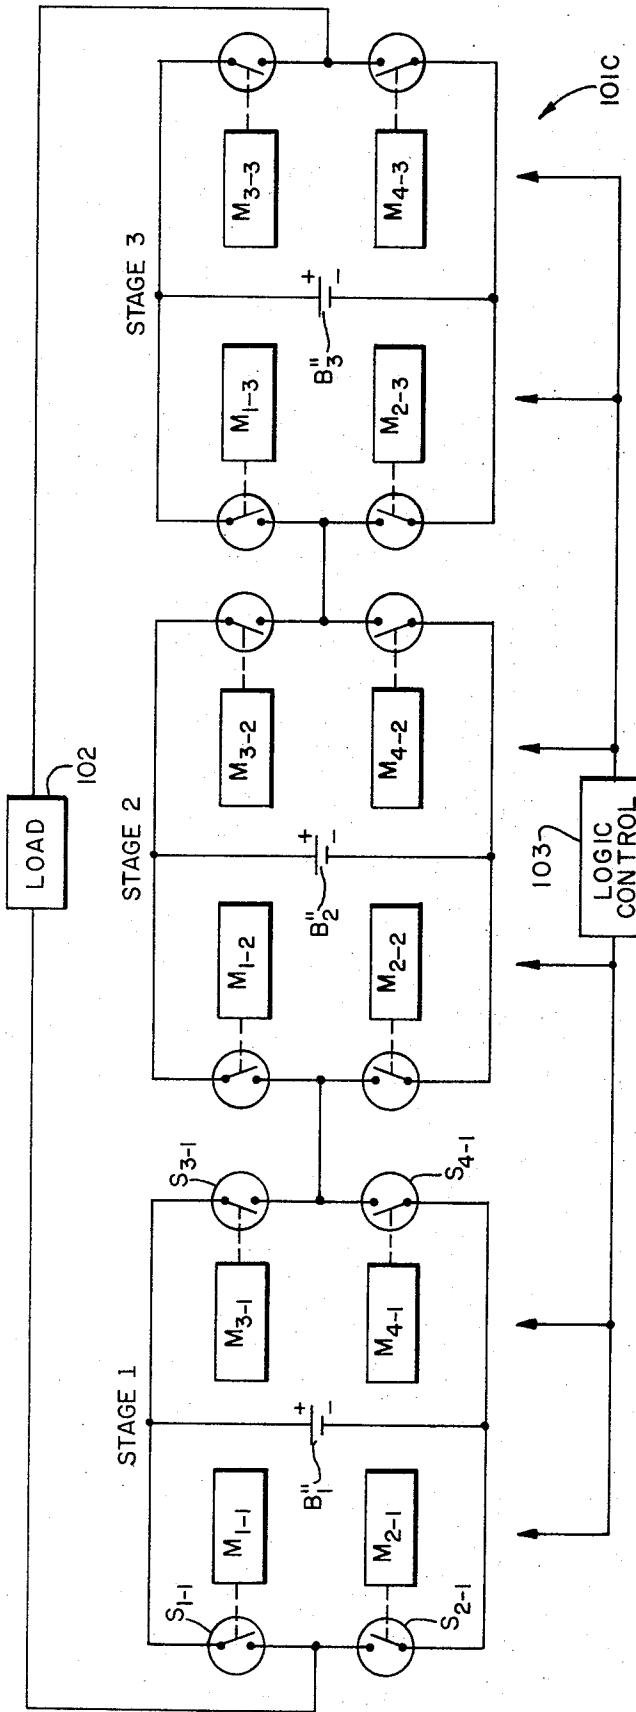 LOAD
102
STAGE 1
STAGE 2
STAGE 3
S1-1
M1-1
M3-1
S3-1
M1-2
M3-2
M1-3
M3-3
B"1
B"2
B"3
+
-
+
-
+
-
S2-1
M2-1
M4-1
S4-1
M2-2
M4-2
M2-3
M4-3
103
LOGIC
CONTROL
101C